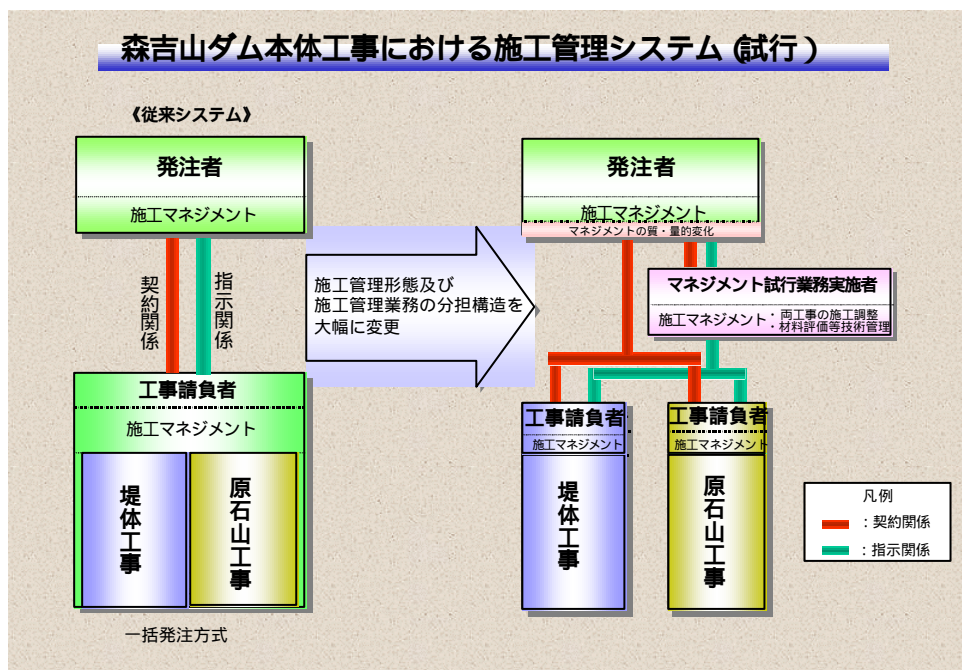 森吉山ダム本体工事における施工管理システム (試行)
《従来システム》
発注者
施工マネジメント
契約関係
指示関係
工事請負者
施工マネジメント
堤体工事
原石山工事
一括発注方式
施工管理形態及び
施工管理業務の分担構造を
大幅に変更
発注者
施工マネジメント
マネジメントの質・量的変化
マネジメント試行業務実施者
施工マネジメント・両工事の施工調整
・材料評価等技術管理
工事請負者
施工マネジメント
堤体工事
工事請負者
施工マネジメント
原石山工事
凡例
：契約関係
：指示関係